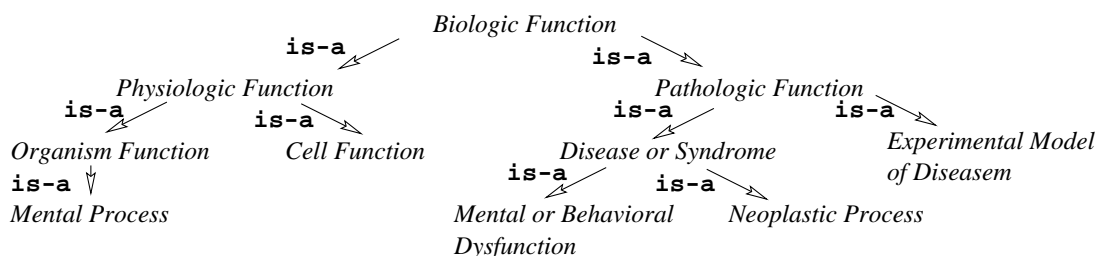 Biologic Function
is-a
is-a
Physiologic Function
Pathologic Function
is-a
is-a
is-a
is-a
Organism Function
Cell Function
Disease or Syndrome
Experimental Model
of Diseasem
is-a
is-a
is-a
Mental Process
Mental or Behavioral
Dysfunction
Neoplastic Process